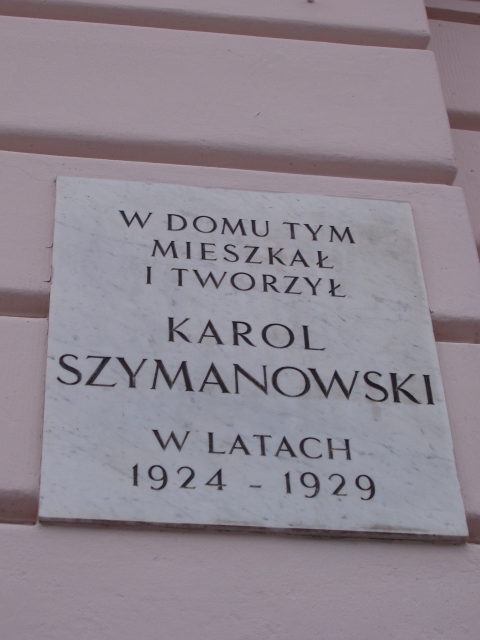 W DOMU TYM
MIESZKAŁ
I TWORZYŁ
KAROL
SZYMANOWSKI
W LATACH
1924 - 1929